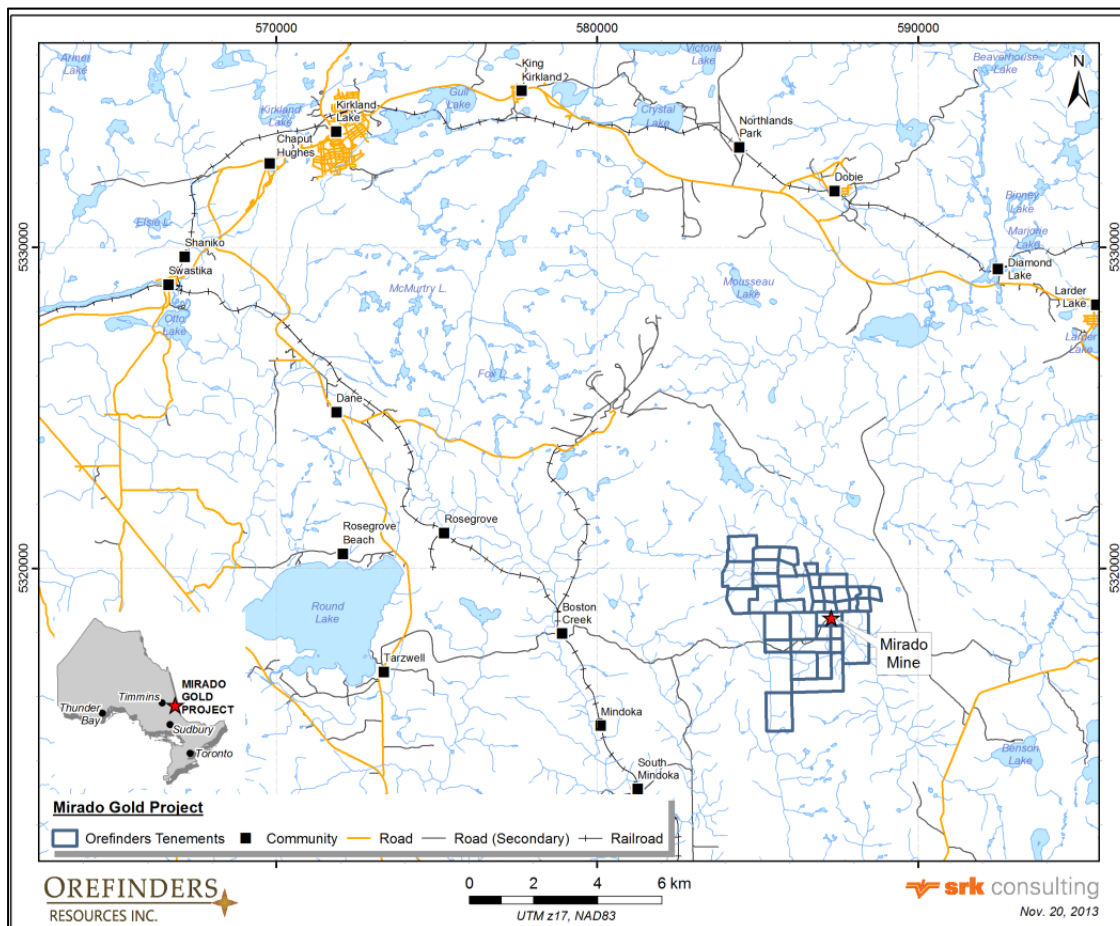 570000
580000
590000
Armer
Lake
Victoria
Lake
Beaverhouse
Lake
King
Kirkland
N
Kirkland
Lake
Kirkland
Lake
Gull
Lake
Crystal
Lake
Northlands
Park
Chaput
Hughes
Dobie
Binney
Lake
Elsie L.
Shaniko
Marjorie
Lake
5330000
5330000
Swastika
Diamond
Lake
McMurtry L.
Mousseau
Lake
Larder
Lake
Otto
Lake
Larder
Lake
Fox L.
Dane
Rosegrove
Rosegrove
Beach
5320000
5320000
Round
Lake
Boston
Creek
Mirado
Mine
Tarzwell
MIRADO
GOLD
PROJECT
Timmins
Thunder
Bay
Sudbury
Toronto
Mindoka
Benson
Lake
South
Mindoka
Mirado Gold Project
Orefinders Tenements
Community
Road
Road (Secondary)
Railroad
OREFINDERS
RESOURCES INC.
0 2 4 6 km
UTM z17, NAD83
srk consulting
Nov. 20, 2013